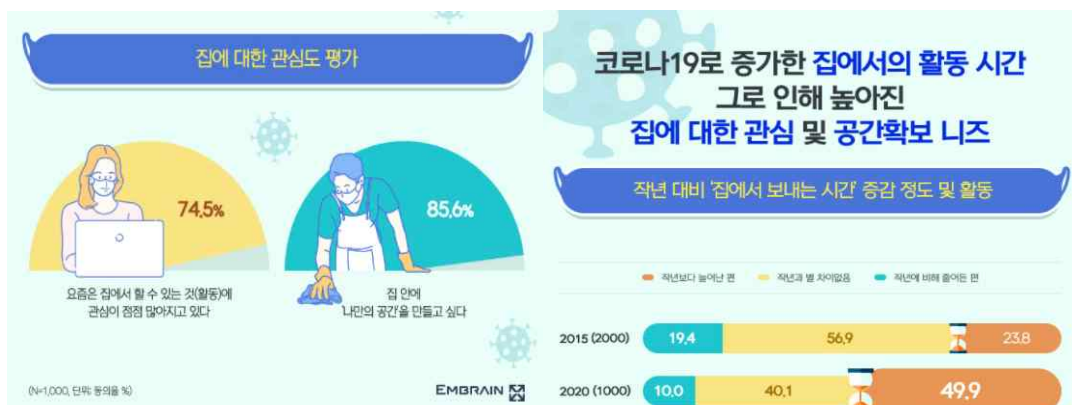 집에 대한 관심도 평가
74.5%
85.6%
요즘은 집에서 할 수 있는 것(활동)에
관심이 점점 많아지고 있다
집 안에
'나만의 공간'을 만들고 싶다
(N=1,000, 단위: 동의율 %)
EMBRAIN
코로나19로 증가한 집에서의 활동 시간
그로 인해 높아진
집에 대한 관심 및 공간확보 니즈
작년 대비 '집에서 보내는 시간' 증감 정도 및 활동
작년보다 늘어난 편
작년과 별 차이없음
작년에 비해 줄어든 편
2015 (2000) 19.4 56.9 23.8
2020 (1000) 10.0 40.1 49.9